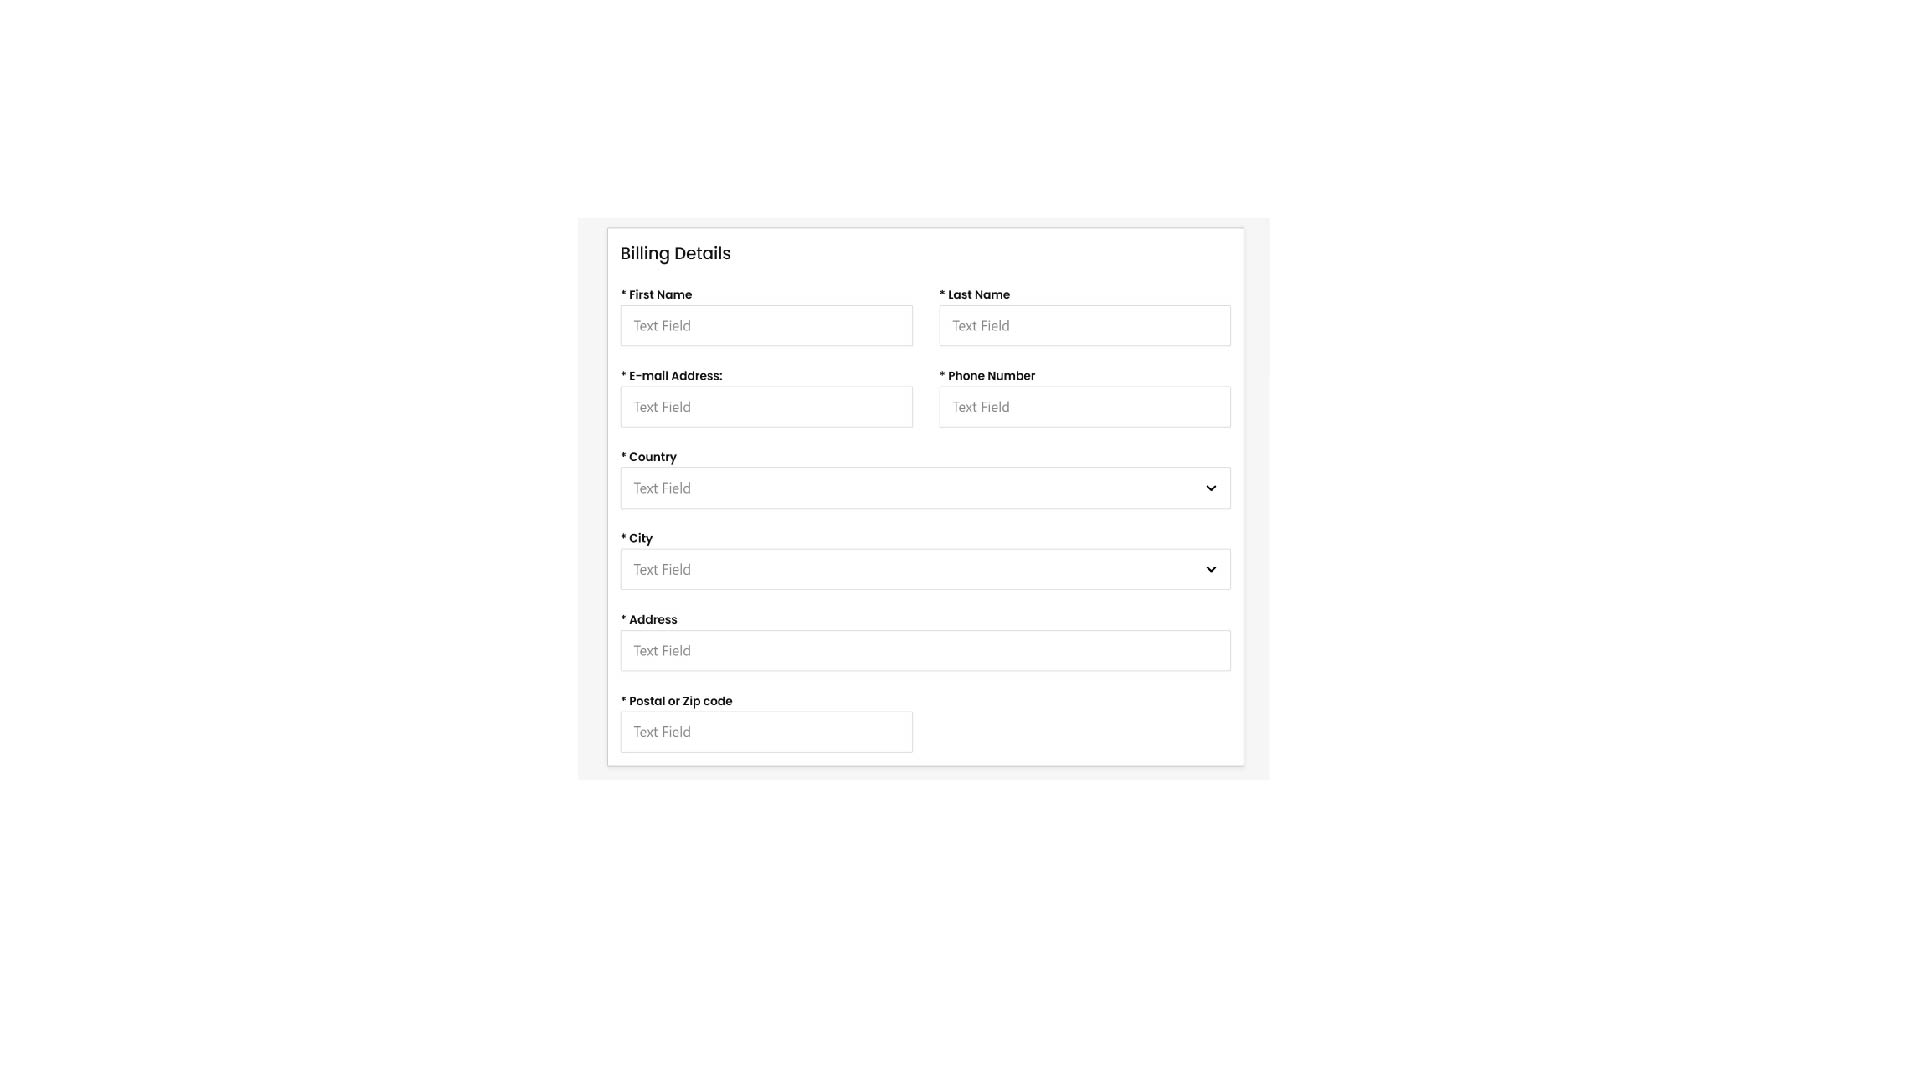 Billing Details
* First Name
* Last Name
Text Field
Text Field
* E-mail Address:
* Phone Number
Text Field
Text Field
* Country
Text Field
* City
Text Field
* Address
Text Field
* Postal or Zip code
Text Field